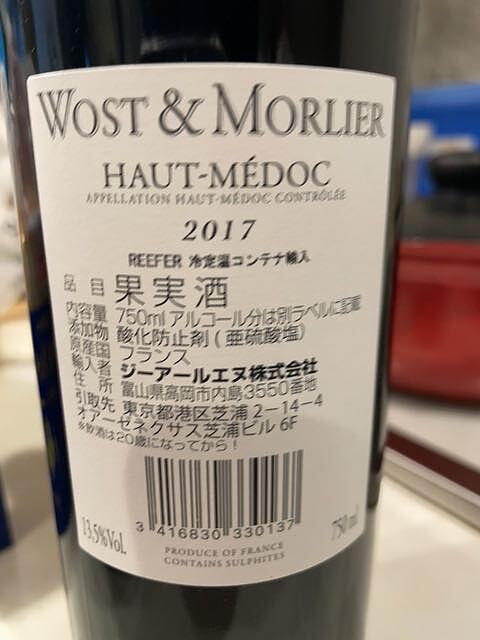 WOST & MORLIER
HAUT-MÉDOC
APPELLATION HAUT-MÉDOC CONTRÔLÉE
2017
REEFER 冷定温コンテナ輸入
品目 果実酒
内容量 750ml アルコール分は別ラベルに記載
添加物 酸化防止剤(亜硫酸塩)
原産国 フランス
輸入者 ジーアールエヌ株式会社
住所 富山県高岡市内島3550番地
引取先 東京都港区芝浦2-14-4
オアーゼネクサス芝浦ビル6F
※飲酒は20歳になってから!
3 416830 330137
13,5%Vol.
750 ml
PRODUCE OF FRANCE
CONTAINS SULPHITES